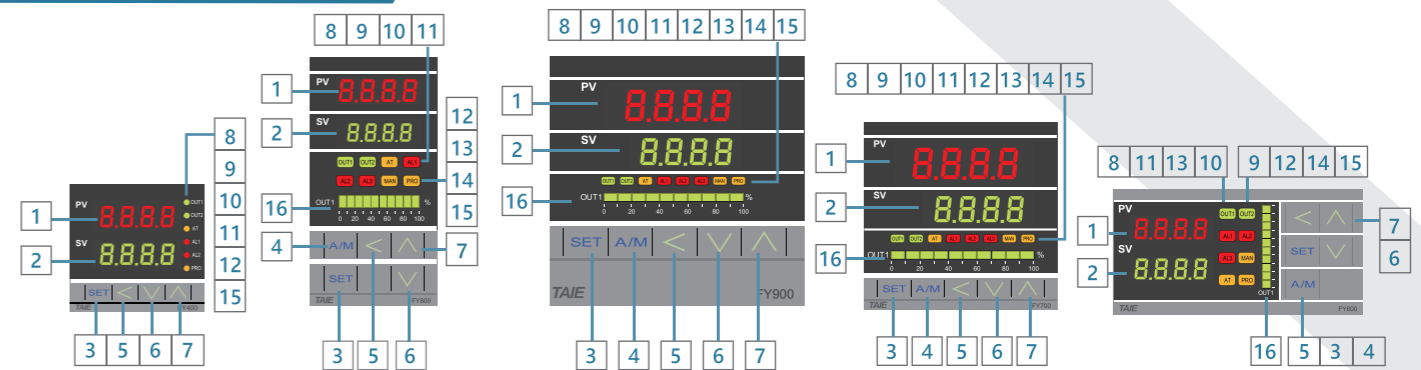 8
9
10
11
12
15
1 PV 8.8.8.8
2 SV 8.8.8.8
OUT1
OUT2
AT
AL1
AL2
PRO
SET < ∨ ∧
TAIE FY400
3 5 6 7
8 9 10 11
1 PV 8.8.8.8
2 SV 8.8.8.8
12
13
14
15
OUT1 OUT2 AT AL1
AL2 AL3 MAN PRO
16 OUT1 %
0 20 40 60 80 100
4 A/M < ∧ 7
SET ∨
TAIE FY800
3 5 6
8 9 10 11 12 13 14 15
1 PV 8.8.8.8
2 SV 8.8.8.8
OUT1 OUT2 AT AL1 AL2 AL3 MAN PRO
16 OUT1 %
0 20 40 60 80 100
SET A/M < ∨ ∧
TAIE FY900
3 4 5 6 7
8 9 10 11 12 13 14 15
1 PV 8.8.8.8
2 SV 8.8.8.8
OUT1 OUT2 AT AL1 AL2 AL3 MAN PRO
16 OUT1 %
0 20 40 60 80 100
SET A/M < ∨ ∧
TAIE FY700
3 4 5 6 7
8 11 13 10 9 12 14 15
1 PV 8.8.8.8
2 SV 8.8.8.8
OUT1 OUT2
AL1 AL2
AL3 MAN
AT PRO
OUT1
< ∧ 7
SET ∨ 6
A/M
TAIE FY600
16 5 3 4